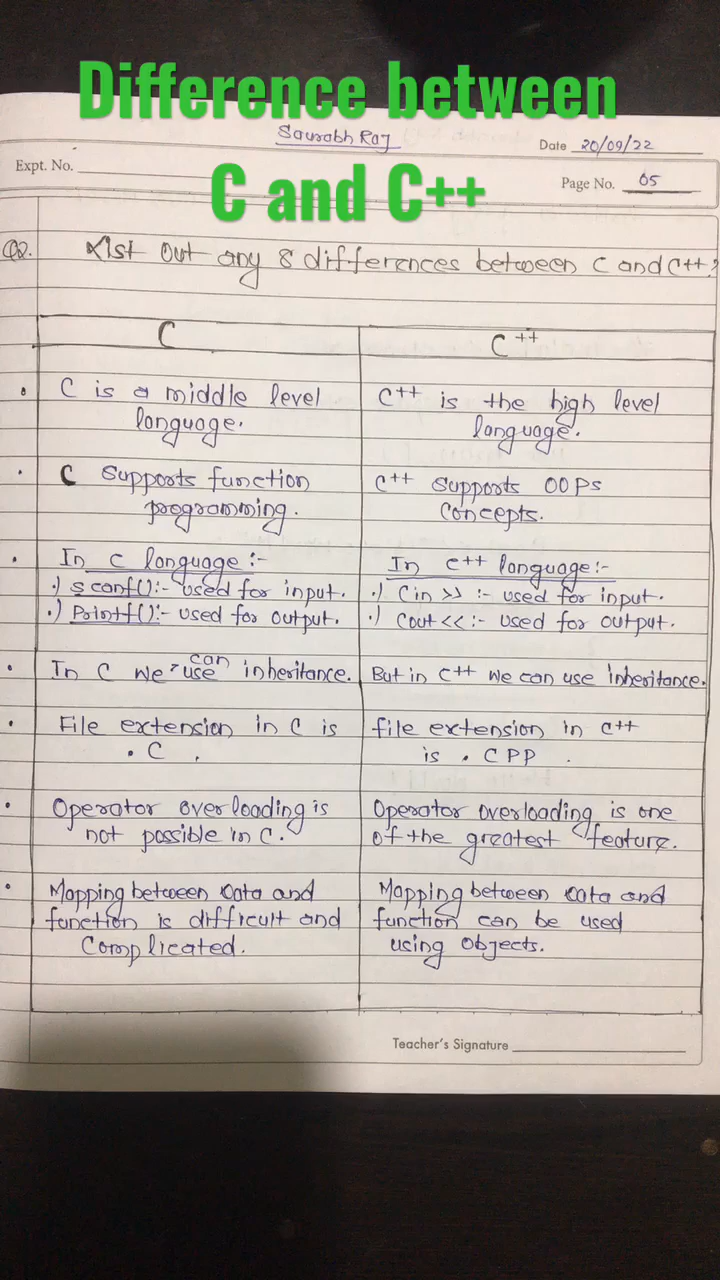 Difference between
Saurabh Raj
Date 20/09/22
Expt. No.
C and C++
Page No. 05
Q2. List out any 8 differences between C and C++?
C
C++
• C is a middle level
language.
C++ is the high level
language.
• C supports function
programming.
C++ supports OOPs
concepts.
• In C language :-
•) Scanf():- used for input.
•) Printf():- used for output.
In C++ language:-
•) Cin >> :- used for input.
•) Cout << :- used for output.
• In C we can use inheritance.
But in C++ we can use inheritance.
• File extension in C is
.C
file extension in C++
is .CPP
• Operator overloading is
not possible in C.
Operator overloading is one
of the greatest feature.
• Mapping between Data and
function is difficult and
Complicated.
Mapping between Data and
function can be used
using objects.
Teacher's Signature